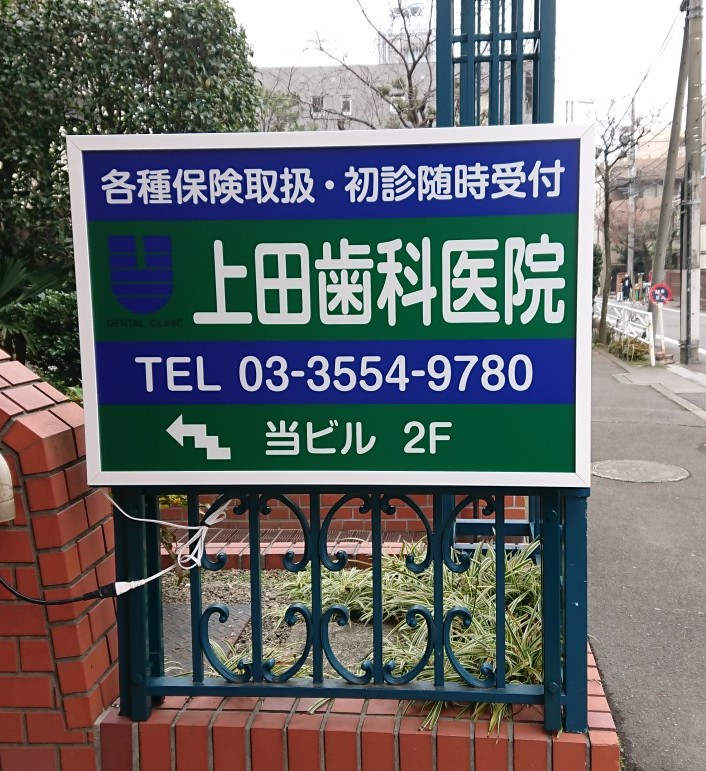 各種保険取扱・初診随時受付
上田歯科医院
DENTAL CLINIC
TEL 03-3554-9780
当ビル 2F